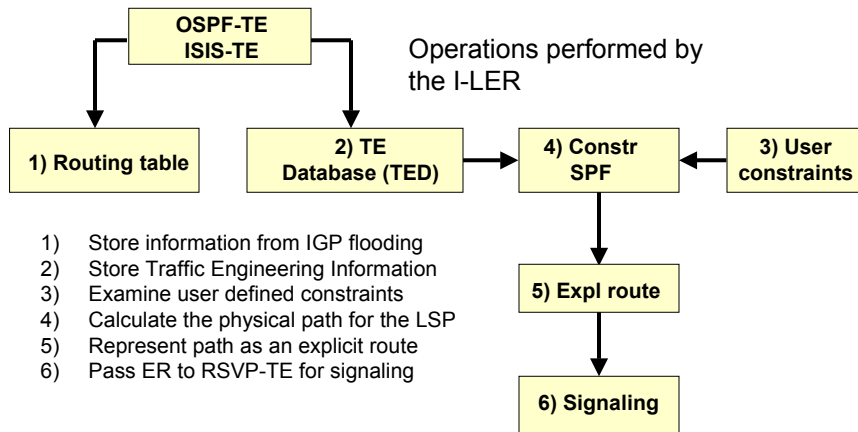 OSPF-TE
ISIS-TE
Operations performed by
the I-LER
1) Routing table
2) TE
Database (TED)
4) Constr
SPF
3) User
constraints
1) Store information from IGP flooding
2) Store Traffic Engineering Information
3) Examine user defined constraints
4) Calculate the physical path for the LSP
5) Represent path as an explicit route
6) Pass ER to RSVP-TE for signaling
5) Expl route
6) Signaling